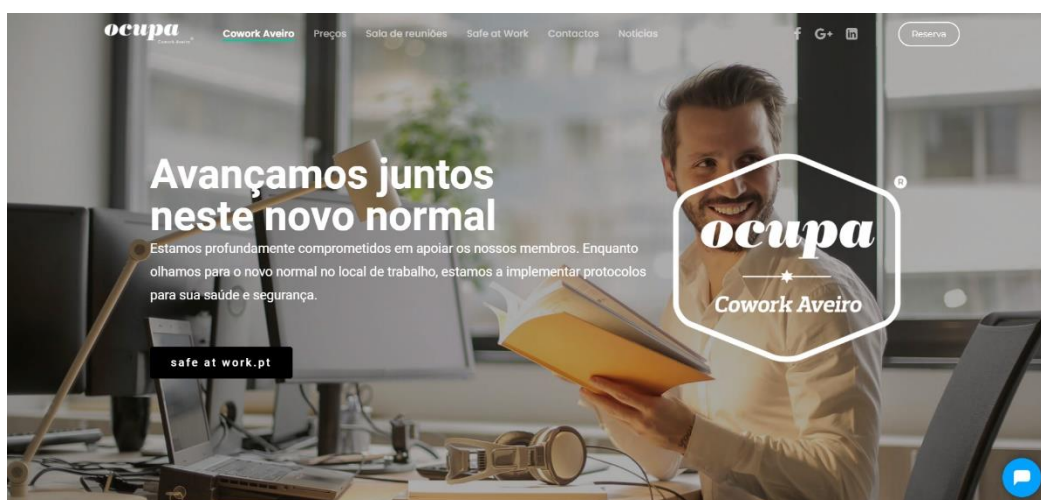 ocupa
Cowork Aveiro
Cowork Aveiro Preços Sala de reuniões Safe at Work Contactos Notícias f G+ in Reserva
Avançamos juntos
neste novo normal
Estamos profundamente comprometidos em apoiar os nossos membros. Enquanto
olhamos para o novo normal no local de trabalho, estamos a implementar protocolos
para sua saúde e segurança.
safe at work.pt
®
ocupa
Cowork Aveiro